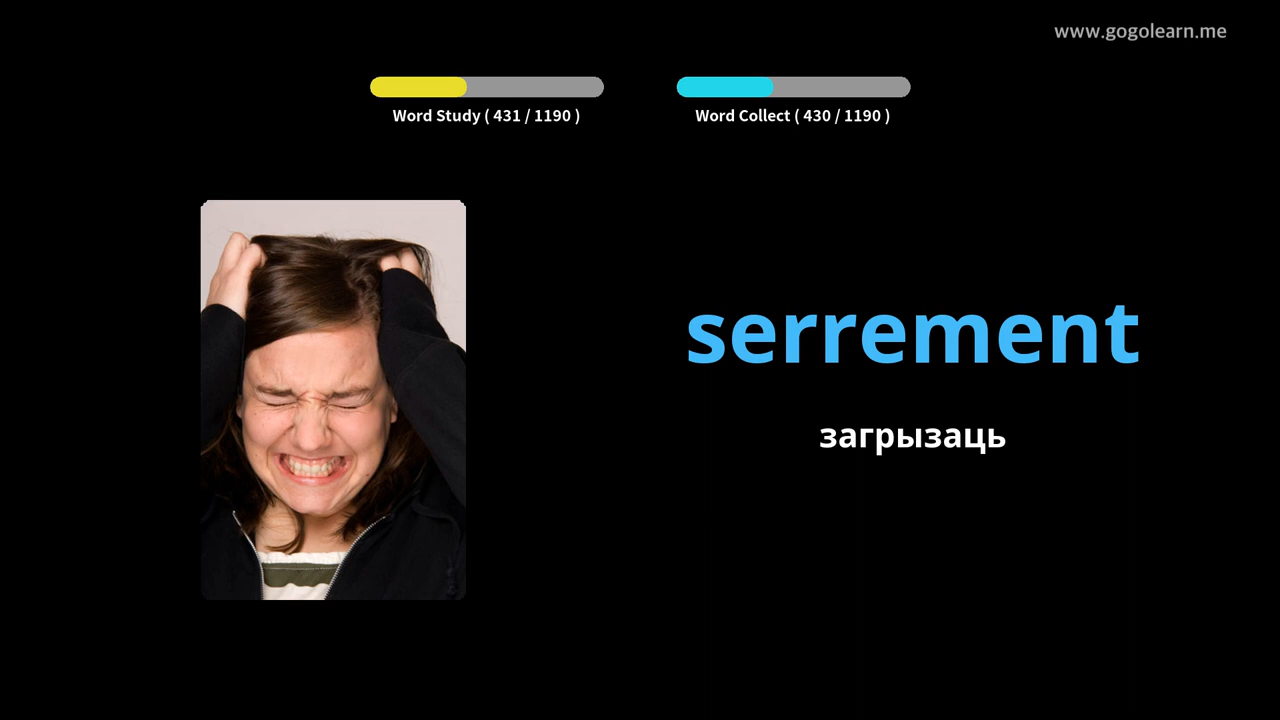 www.gogolearn.me
Word Study ( 431 / 1190 )
Word Collect ( 430 / 1190 )
serrement
загрызаць